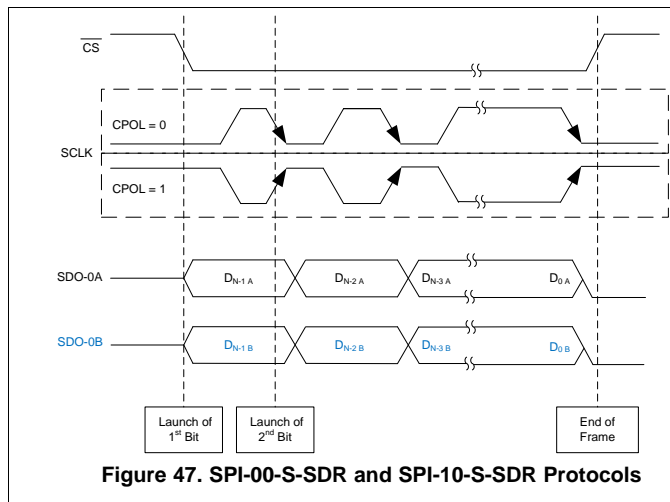 CS
CPOL = 0
SCLK
CPOL = 1
SDO-0A
DN-1 A
DN-2 A
DN-3 A
D0 A
SDO-0B
DN-1 B
DN-2 B
DN-3 B
D0 B
Launch of
1st Bit
Launch of
2nd Bit
End of
Frame
Figure 47. SPI-00-S-SDR and SPI-10-S-SDR Protocols